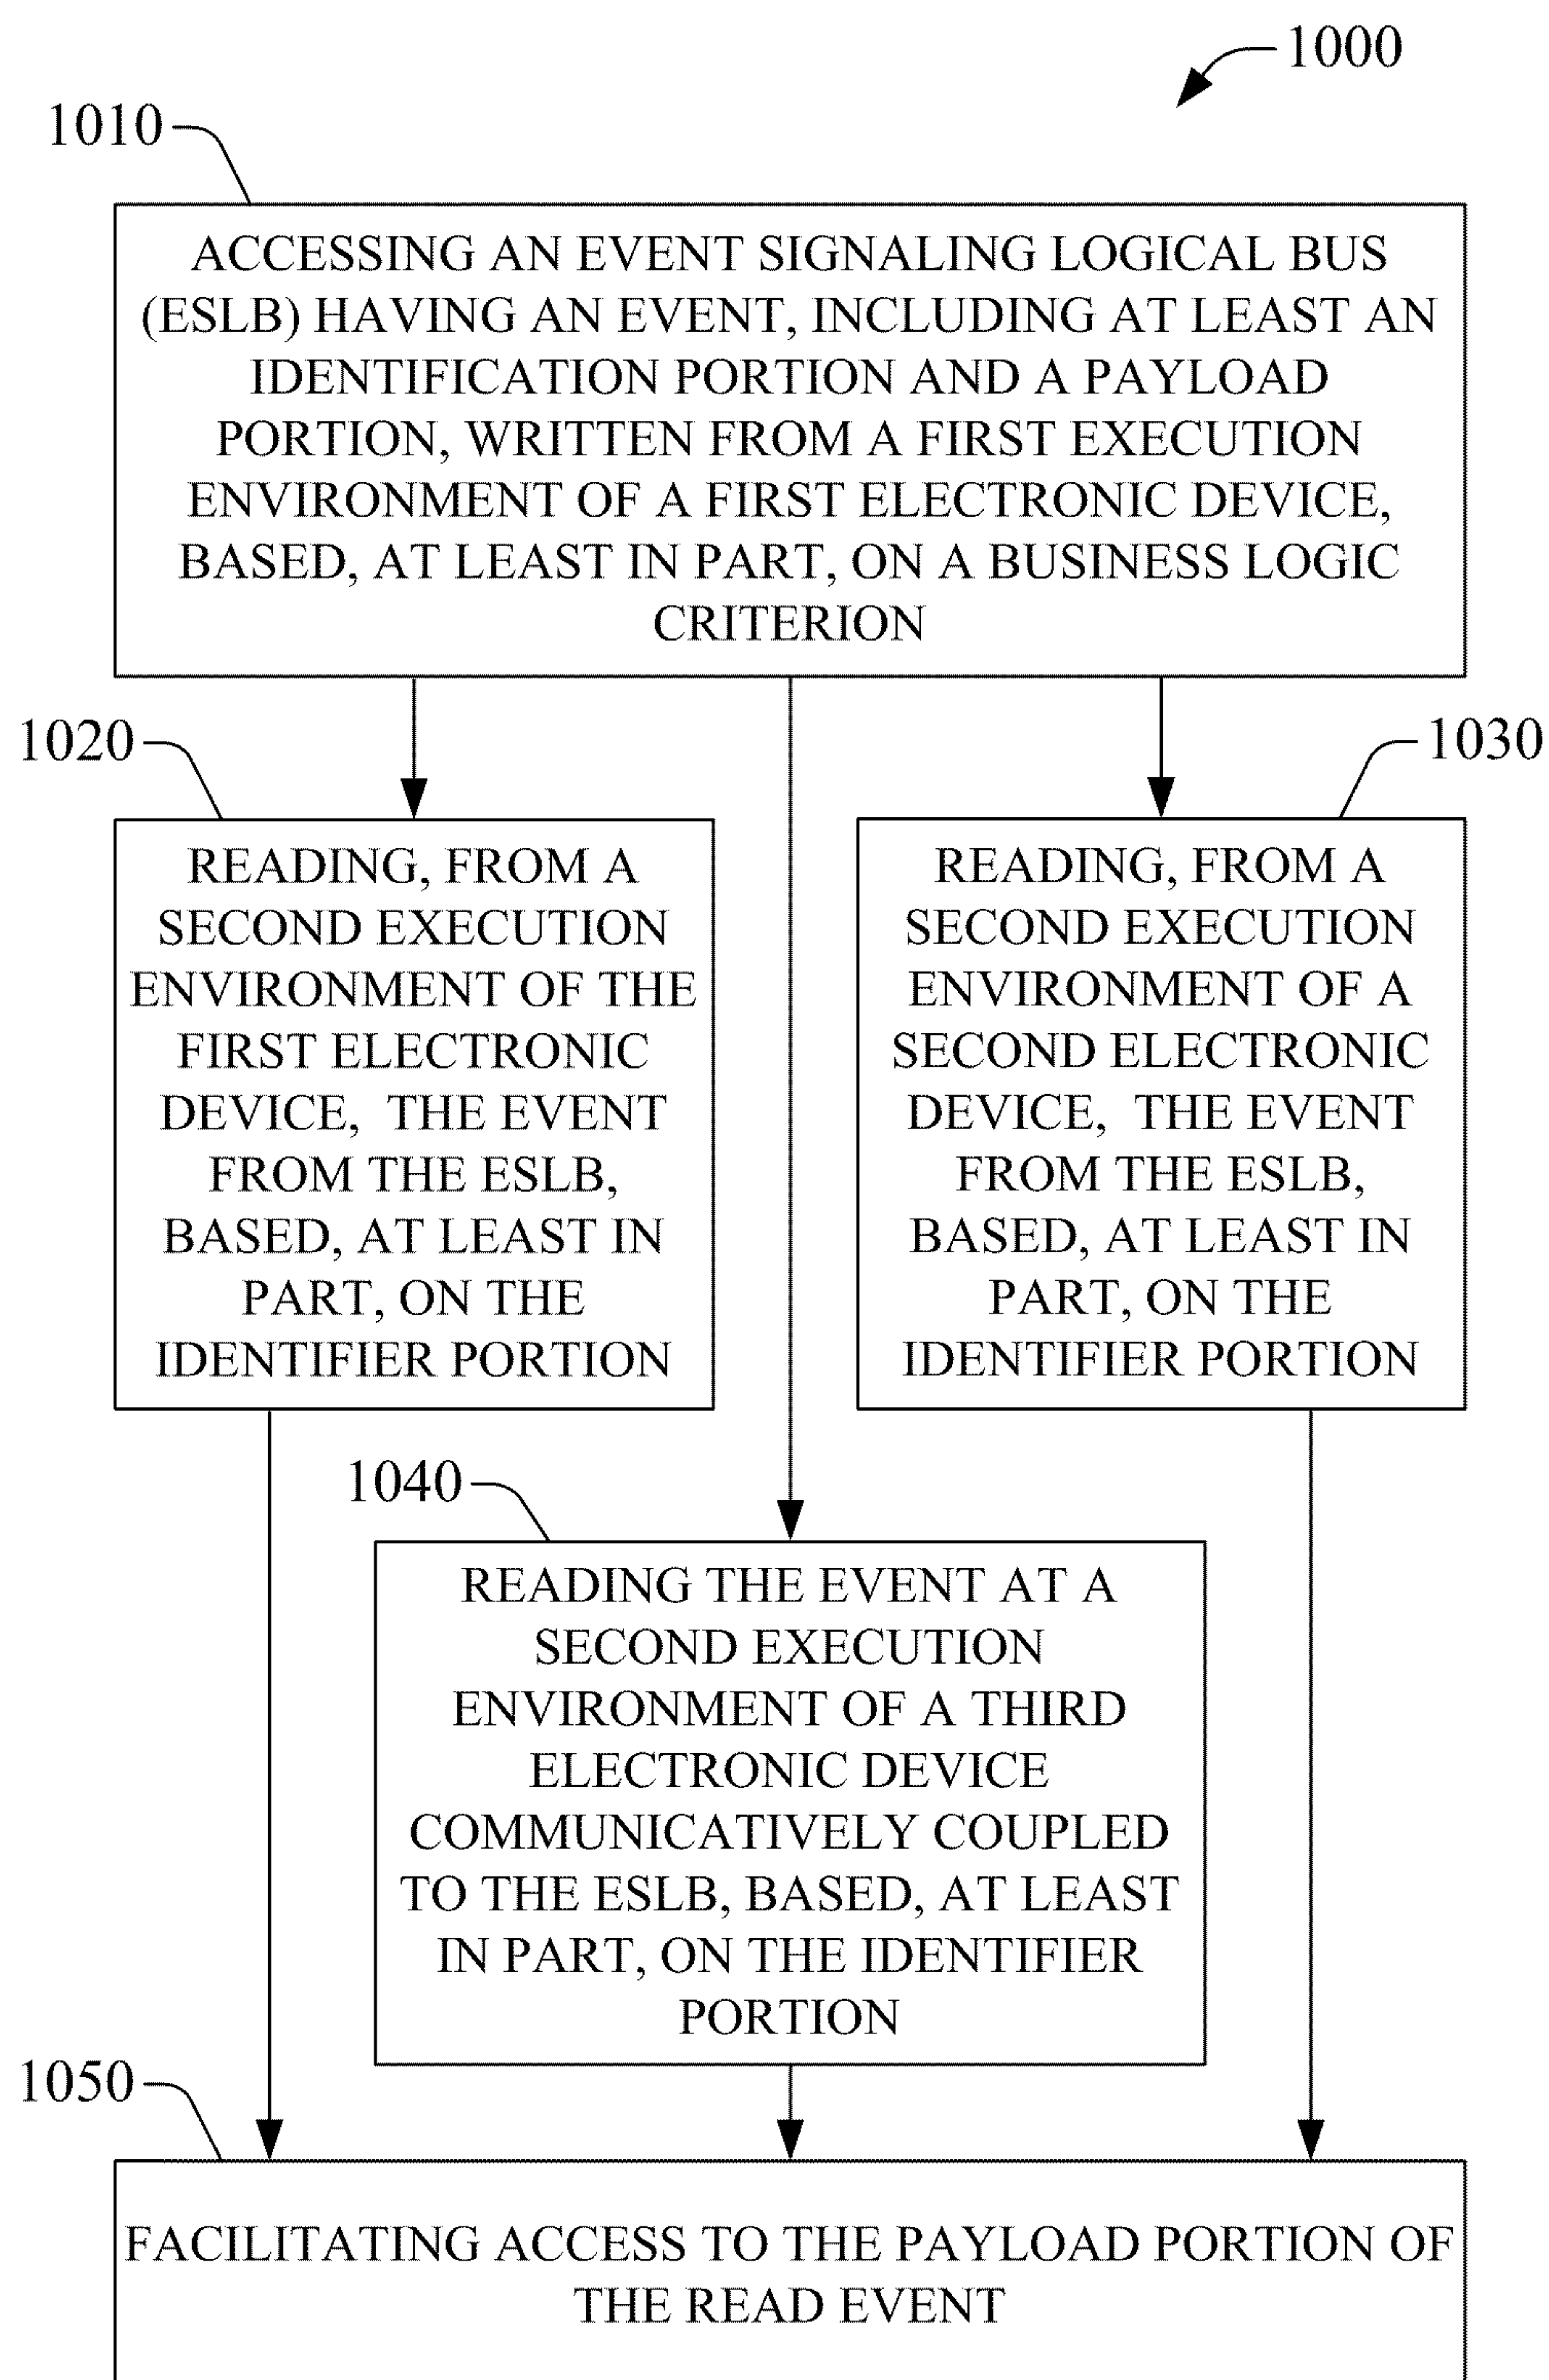 1000
1010
ACCESSING AN EVENT SIGNALING LOGICAL BUS
(ESLB) HAVING AN EVENT, INCLUDING AT LEAST AN
IDENTIFICATION PORTION AND A PAYLOAD
PORTION, WRITTEN FROM A FIRST EXECUTION
ENVIRONMENT OF A FIRST ELECTRONIC DEVICE,
BASED, AT LEAST IN PART, ON A BUSINESS LOGIC
CRITERION
1020
READING, FROM A
SECOND EXECUTION
ENVIRONMENT OF THE
FIRST ELECTRONIC
DEVICE, THE EVENT
FROM THE ESLB,
BASED, AT LEAST IN
PART, ON THE
IDENTIFIER PORTION
1030
READING, FROM A
SECOND EXECUTION
ENVIRONMENT OF A
SECOND ELECTRONIC
DEVICE, THE EVENT
FROM THE ESLB,
BASED, AT LEAST IN
PART, ON THE
IDENTIFIER PORTION
1040
READING THE EVENT AT A
SECOND EXECUTION
ENVIRONMENT OF A THIRD
ELECTRONIC DEVICE
COMMUNICATIVELY COUPLED
TO THE ESLB, BASED, AT LEAST
IN PART, ON THE IDENTIFIER
PORTION
1050
FACILITATING ACCESS TO THE PAYLOAD PORTION OF
THE READ EVENT